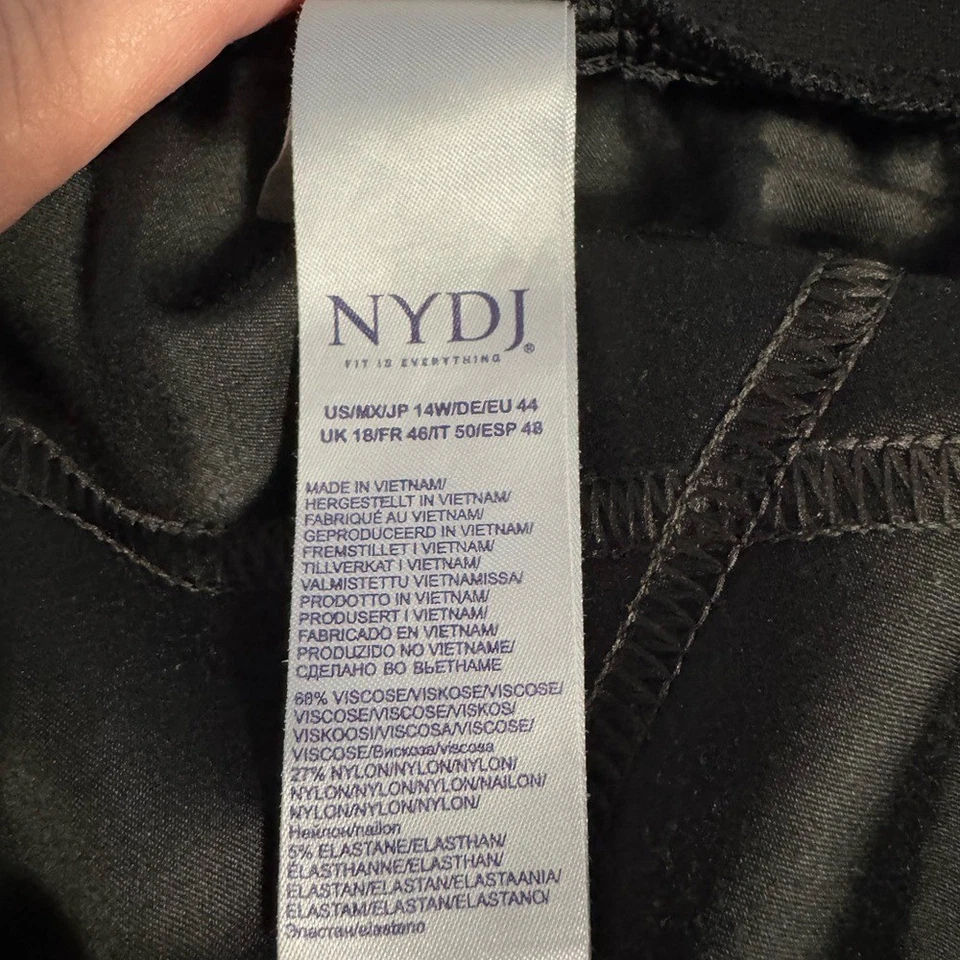 NYDJ®
FIT IS EVERYTHING
US/MX/JP 14W/DE/EU 44
UK 18/FR 46/IT 50/ESP 48
MADE IN VIETNAM/
HERGESTELLT IN VIETNAM/
FABRIQUÉ AU VIETNAM/
GEPRODUCEERD IN VIETNAM/
FREMSTILLET I VIETNAM/
TILLVERKAT I VIETNAM/
VALMISTETTU VIETNAMISSA/
PRODOTTO IN VIETNAM/
PRODUSERT I VIETNAM/
FABRICADO EN VIETNAM/
PRODUZIDO NO VIETNAME/
СДЕЛАНО ВО ВЬЕТНАМЕ
68% VISCOSE/VISKOSE/VISCOSE/
VISCOSE/VISCOSE/VISKOS/
VISKOOSI/VISCOSA/VISCOSE/
VISCOSE/Вискоза/viscosa
27% NYLON/NYLON/NYLON/
NYLON/NYLON/NYLON/NAILON/
NYLON/NYLON/NYLON/
Нейлон/nailon
5% ELASTANE/ELASTHAN/
ELASTHANNE/ELASTHAN/
ELASTAN/ELASTAN/ELASTAANIA/
ELASTAM/ELASTAN/ELASTANO/
Эластан/elastano